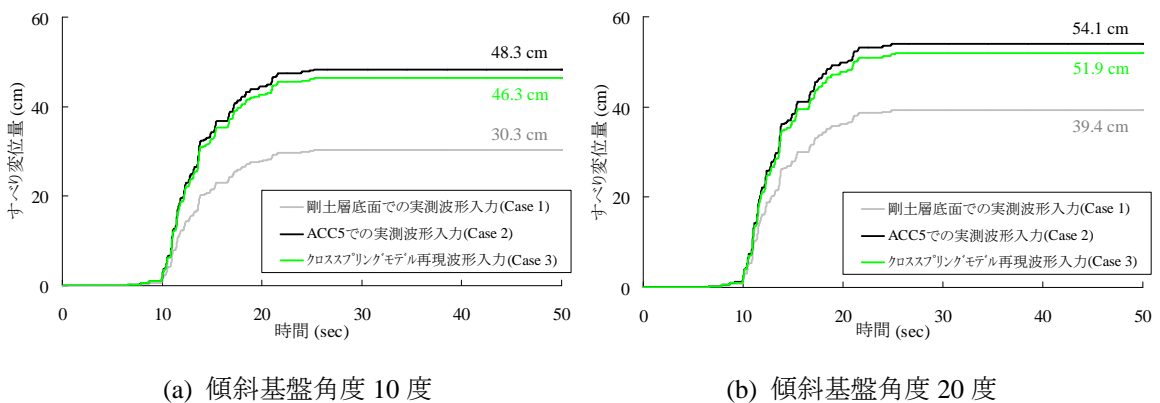 60
40
20
0
すべり変位量 (cm)
48.3 cm
46.3 cm
30.3 cm
剛土層底面での実測波形入力(Case 1)
ACC5での実測波形入力(Case 2)
ｸﾛｽｽﾌﾟﾘﾝｸﾞﾓﾃﾞﾙ再現波形入力(Case 3)
0 10 20 30 40 50
時間 (sec)
(a) 傾斜基盤角度 10 度
60
40
20
0
すべり変位量 (cm)
54.1 cm
51.9 cm
39.4 cm
剛土層底面での実測波形入力(Case 1)
ACC5での実測波形入力(Case 2)
ｸﾛｽｽﾌﾟﾘﾝｸﾞﾓﾃﾞﾙ再現波形入力(Case 3)
0 10 20 30 40 50
時間 (sec)
(b) 傾斜基盤角度 20 度